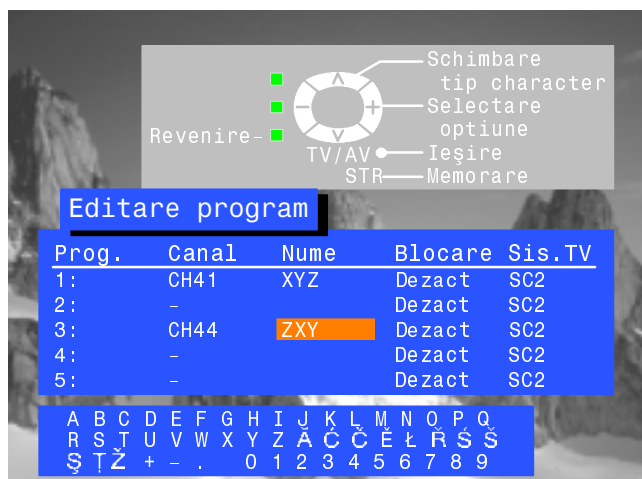 Schimbare
tip character
Selectare
Revenire-
optiune
TV/AV Ieşire
STR Memorare
Editare program
Prog. Canal Nume Blocare Sis.TV
1: CH41 XYZ Dezact SC2
2: - Dezact SC2
3: CH44 ZXY Dezact SC2
4: - Dezact SC2
5: - Dezact SC2
A B C D E F G H I J K L M N O P Q
R S T U V W X Y Z Ă Ć Č Ě Ł Ř Ś Š
Ş Ţ Ž + - . 0 1 2 3 4 5 6 7 8 9